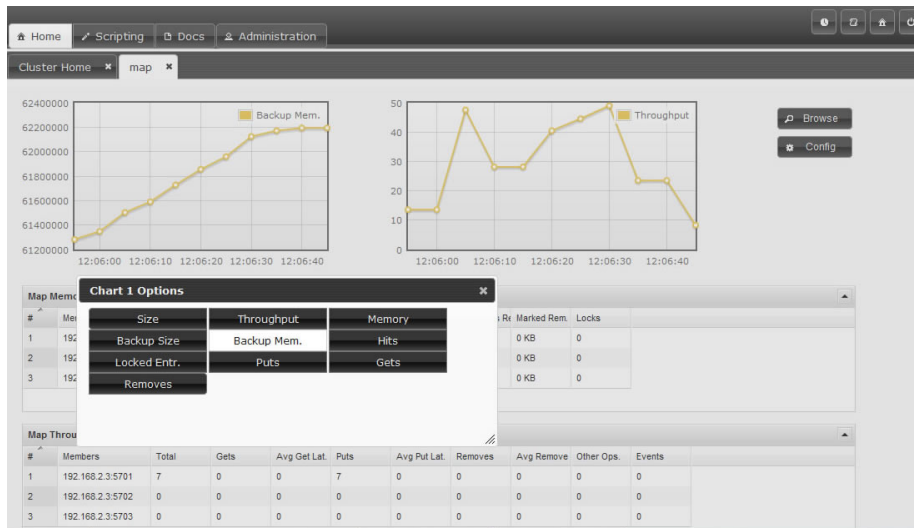 Home Scripting Docs Administration
Cluster Home map
62400000
62200000
62000000
61800000
61600000
61400000
61200000
Backup Mem.
12:06:00 12:06:10 12:06:20 12:06:30 12:06:40
50
40
30
20
10
0
Throughput
12:06:00 12:06:10 12:06:20 12:06:30 12:06:40
Browse
Config
Chart 1 Options
Size Throughput Memory
Backup Size Backup Mem. Hits
Locked Entr. Puts Gets
Removes
Map Memo
# Marked Rem. Locks
1 192 0 KB 0
2 192 0 KB 0
3 192 0 KB 0
Map Throu
# Members Total Gets Avg Get Lat. Puts Avg Put Lat. Removes Avg Remove Other Ops. Events
1 192.168.2.3:5701 7 0 0 7 0 0 0 0 0
2 192.168.2.3:5702 0 0 0 0 0 0 0 0 0
3 192.168.2.3:5703 0 0 0 0 0 0 0 0 0